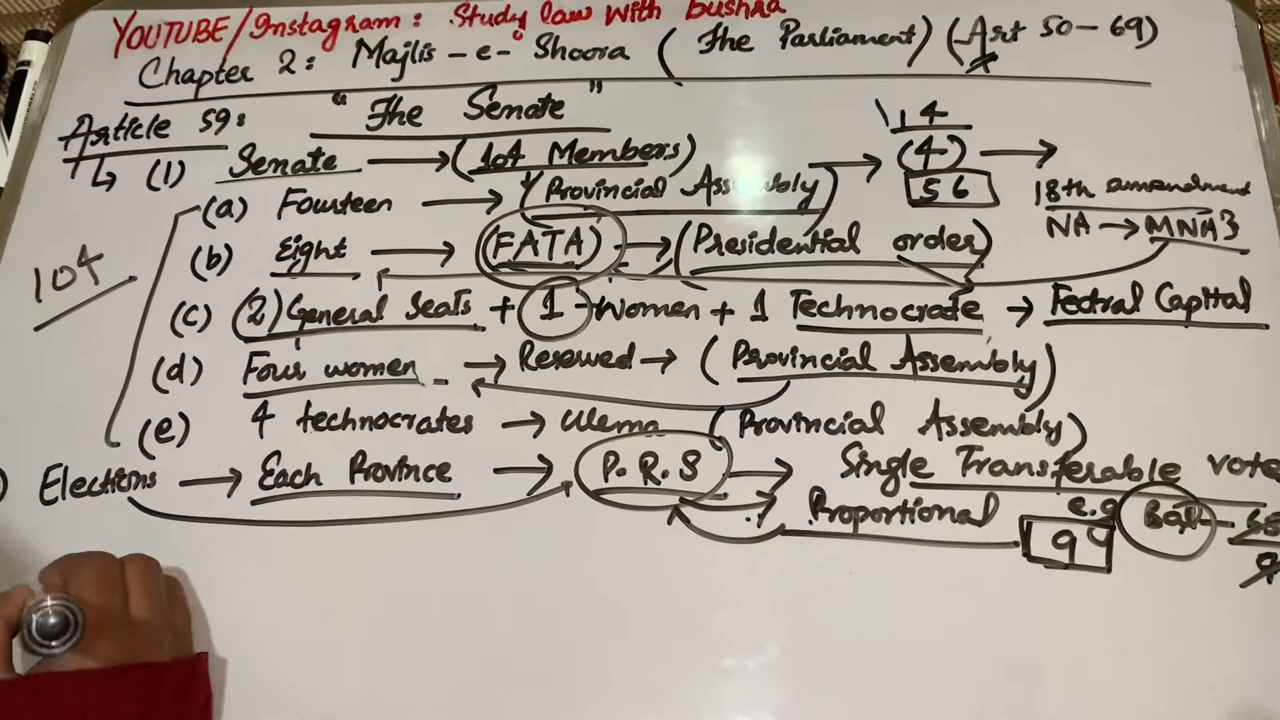 YOUTUBE/Instagram: Study law with bushra
Chapter 2: Majlis-e-Shoora (The Parliament) (Art 50-69)
Article 59: "The Senate"
14
(1) Senate → (104 Members) (4) →
56
(a) Fourteen → (Provincial Assembly) → 18th amendment
NA → MNA's
(b) Eight → (FATA) → (Presidential order)
104
(c) (2) General Seats + 1 - Women + 1 Technocrate → Fedral Capital
(d) Four women → Reserved → (Provincial Assembly)
(e) 4 technocrates → Ulema (Provincial Assembly)
) Elections → Each Province → P.R.S → Single Transferable vote
→ Proportional e.g Bal-
94